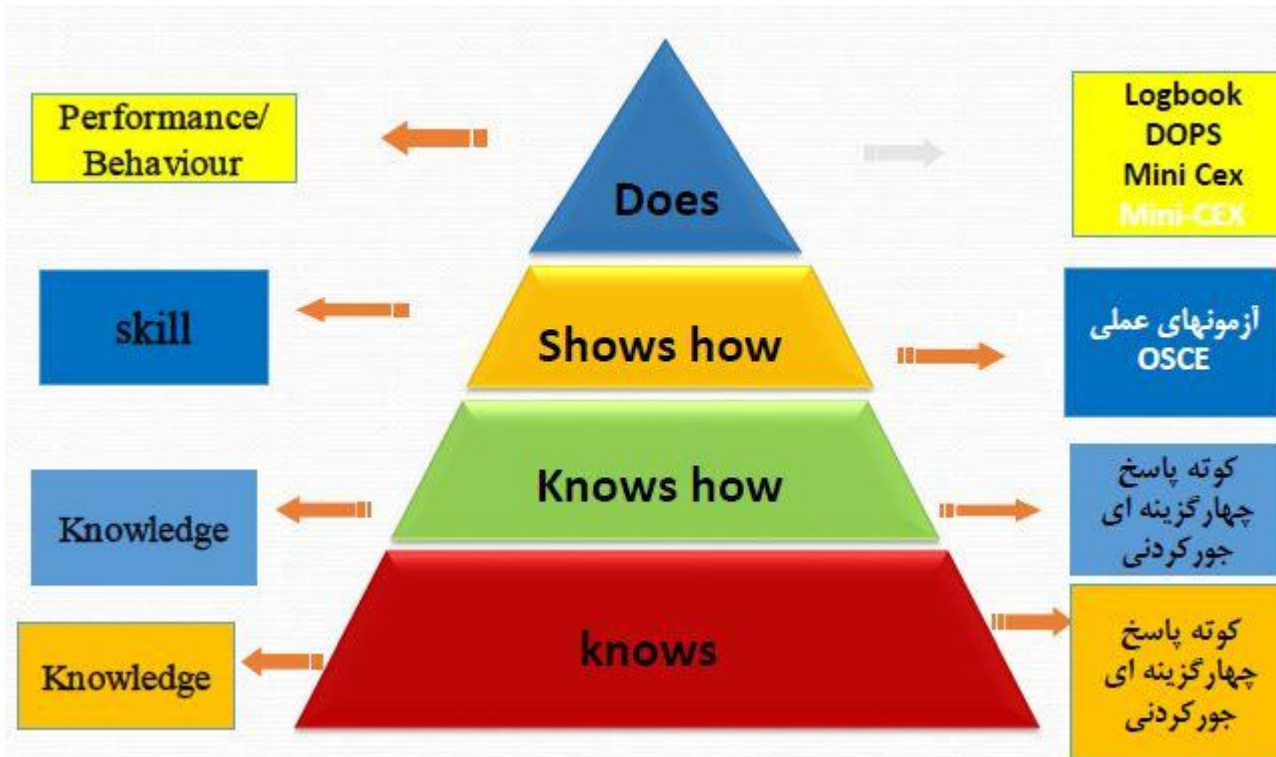 Performance/
Behaviour
Does
Logbook
DOPS
Mini Cex
Mini-CEX
skill
Shows how
آزمونهای عملی
OSCE
Knowledge
Knows how
کوته پاسخ
چهارگزینه ای
جورکردنی
Knowledge
knows
کوته پاسخ
چهارگزینه ای
جورکردنی